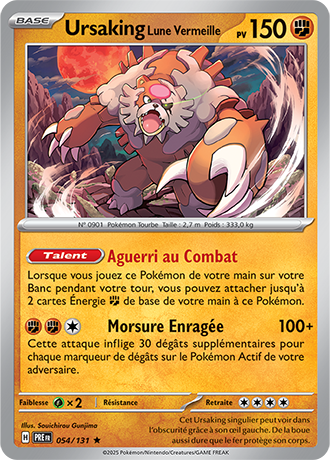 BASE Ursaking Lune Vermeille PV 150
N° 0901 Pokémon Tourbe Taille : 2,7 m Poids : 333,0 kg
Talent Aguerri au Combat
Lorsque vous jouez ce Pokémon de votre main sur votre
Banc pendant votre tour, vous pouvez attacher jusqu'à
2 cartes Énergie de base de votre main à ce Pokémon.
Morsure Enragée 100+
Cette attaque inflige 30 dégâts supplémentaires pour
chaque marqueur de dégâts sur le Pokémon Actif de votre
adversaire.
Faiblesse ×2 Résistance Retraite
Illus. Souichirou Gunjima
H PRE FR 054/131 ★
Cet Ursaking singulier peut voir dans
l'obscurité grâce à son œil gauche. De la boue
aussi dure que le fer protège son corps.
©2025 Pokémon/Nintendo/Creatures/GAME FREAK